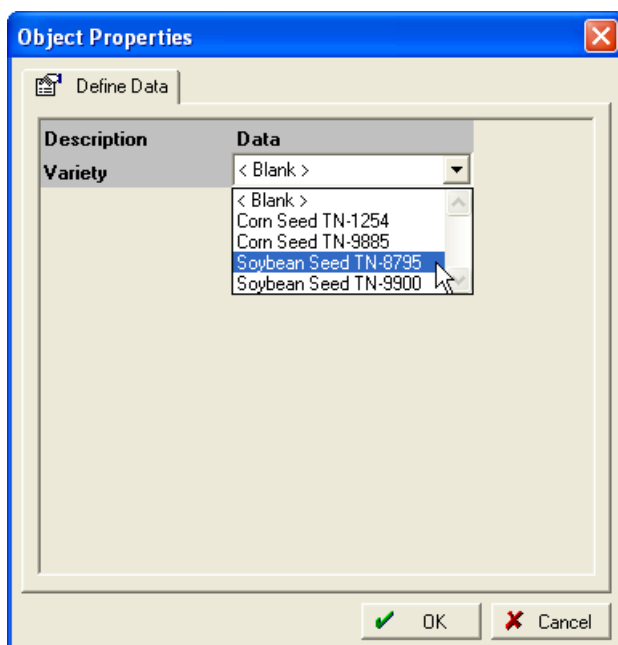 Object Properties
Define Data
Description Data
Variety < Blank >
< Blank >
Corn Seed TN-1254
Corn Seed TN-9885
Soybean Seed TN-8795
Soybean Seed TN-9900
OK Cancel